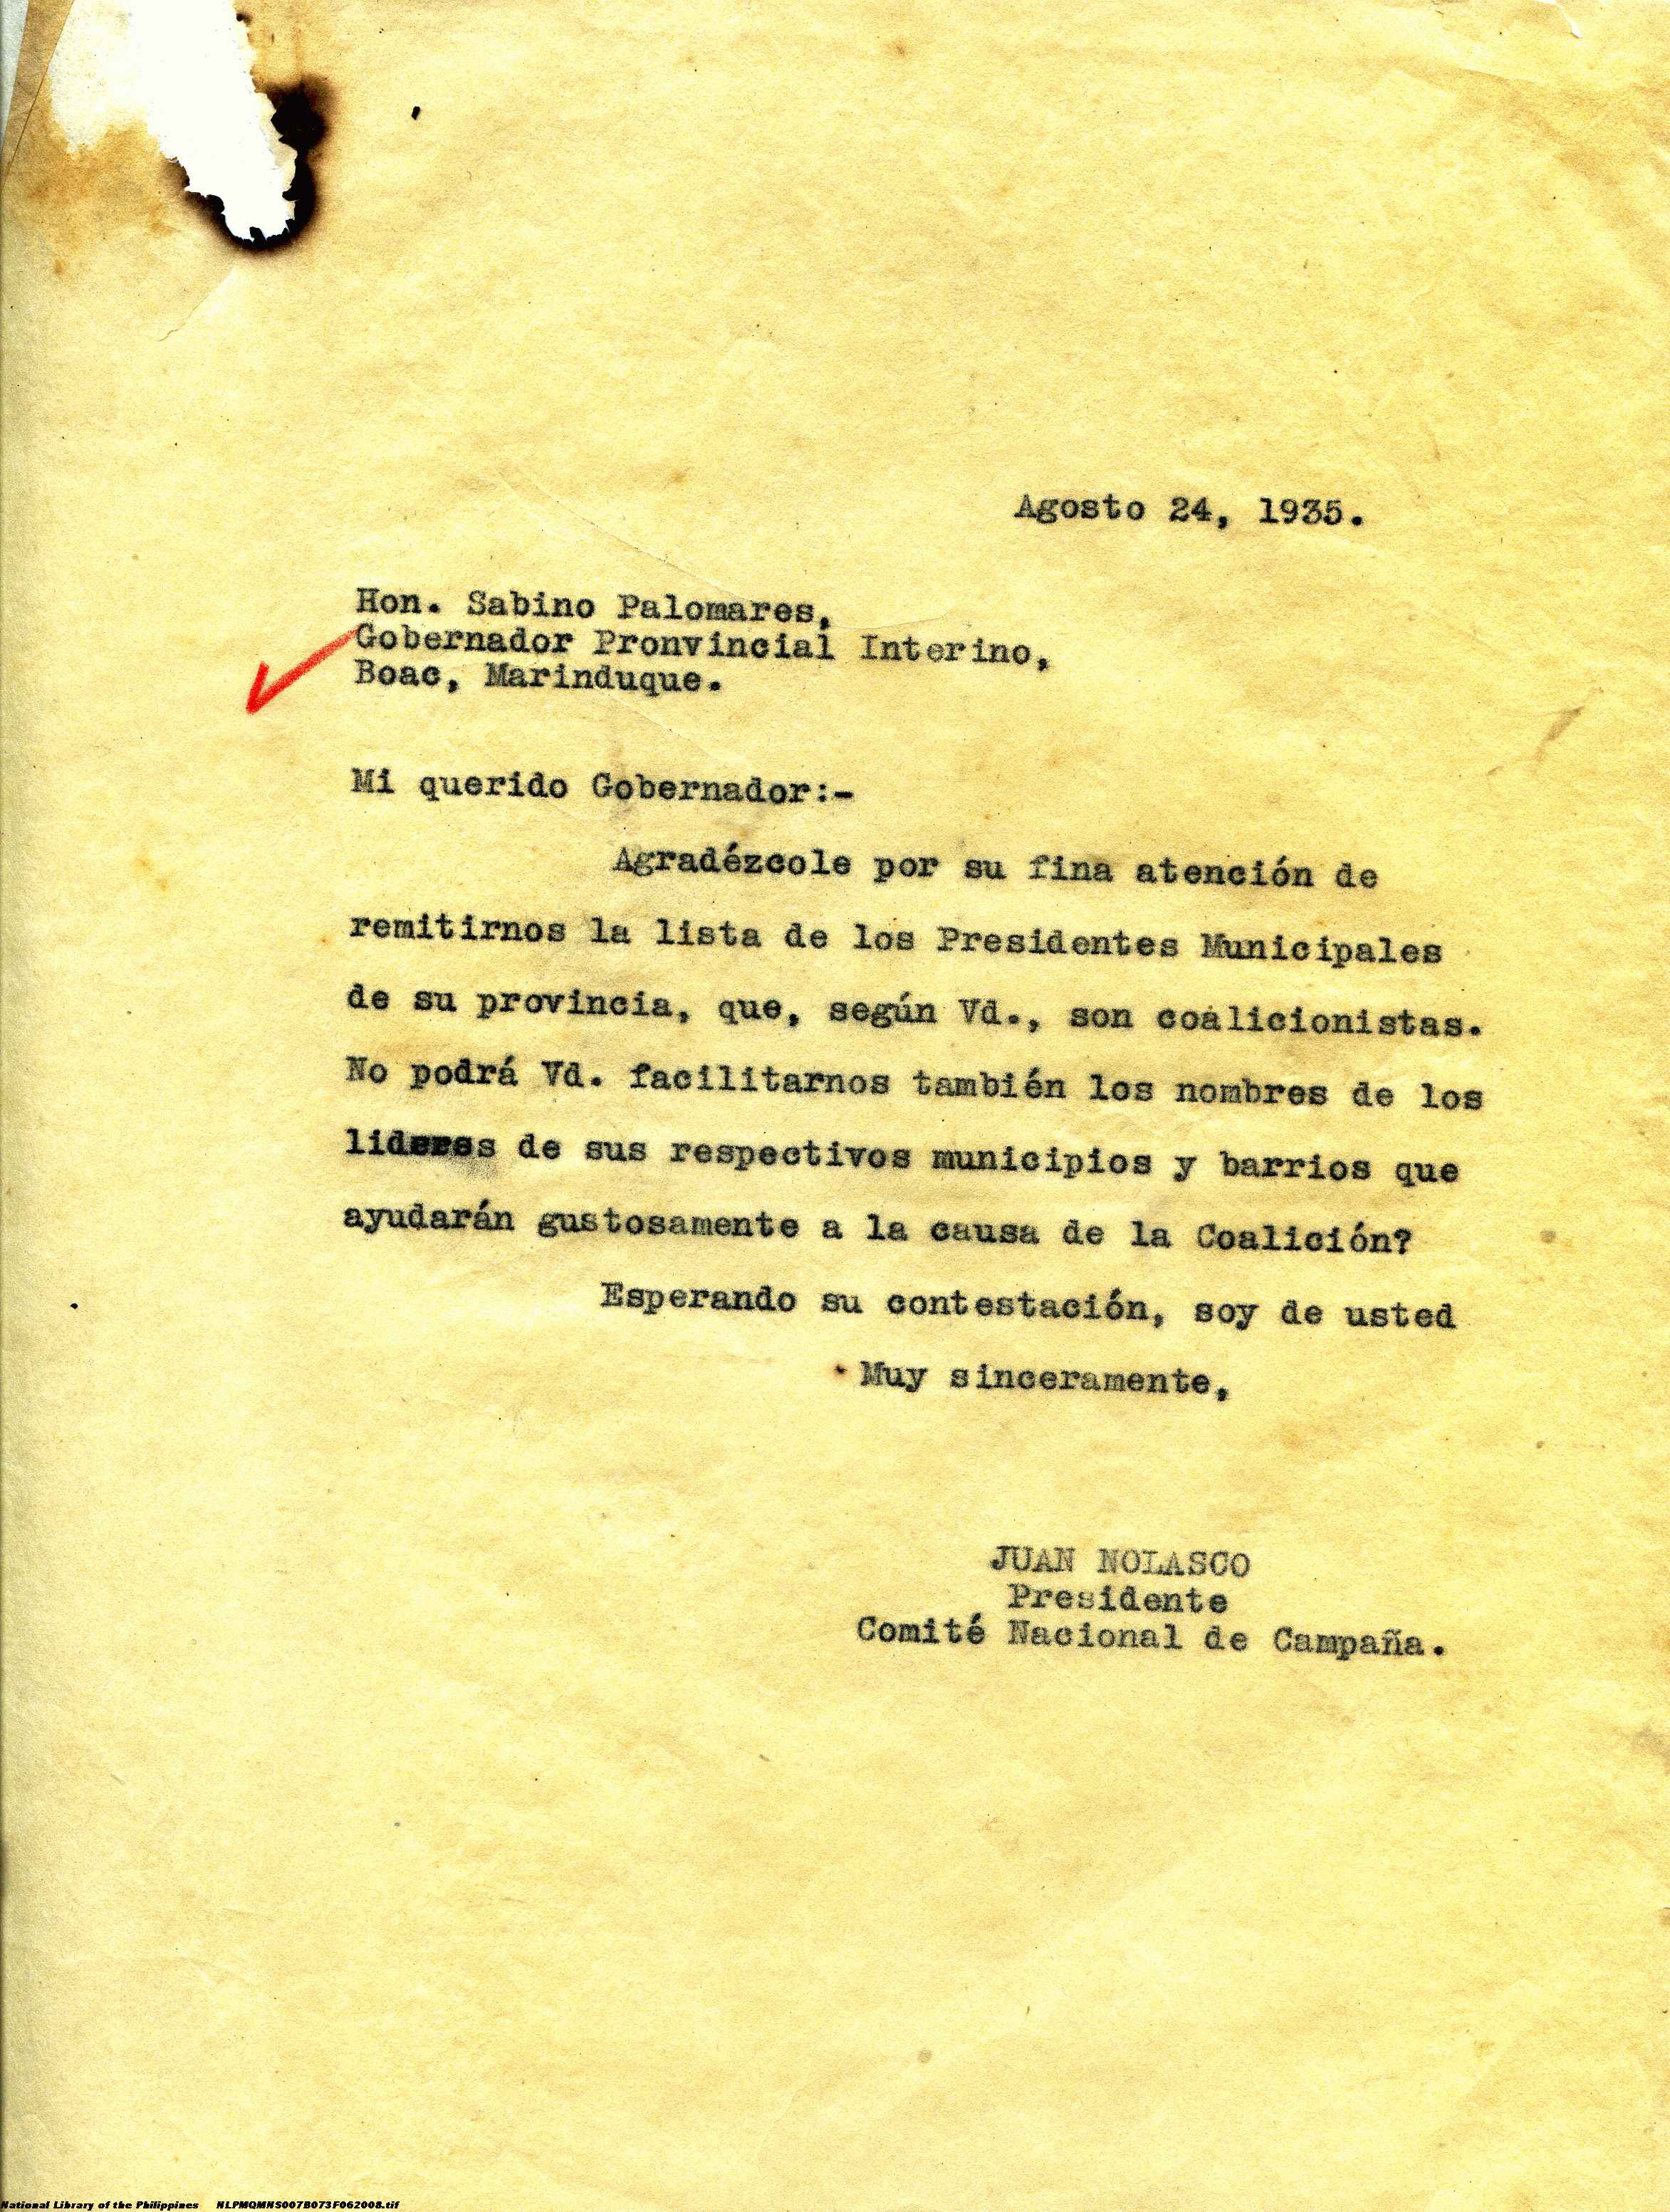 Agosto 24, 1935.
Hon. Sabino Palomares,
Gobernador Pronvincial Interino,
Boac, Marinduque.
Mi querido Gobernador:-
Agradézcole por su fina atención de
remitirnos la lista de los Presidentes Municipales
de su provincia, que, según Vd., son coalicionistas.
No podrá Vd. facilitarnos también los nombres de los
lideres de sus respectivos municipios y barrios que
ayudarán gustosamente a la causa de la Coalición?
Esperando su contestación, soy de usted
Muy sinceramente,
JUAN NOLASCO
Presidente
Comité Nacional de Campaña.
National Library of the Philippines NLPMQMNS007B073F062008.tif